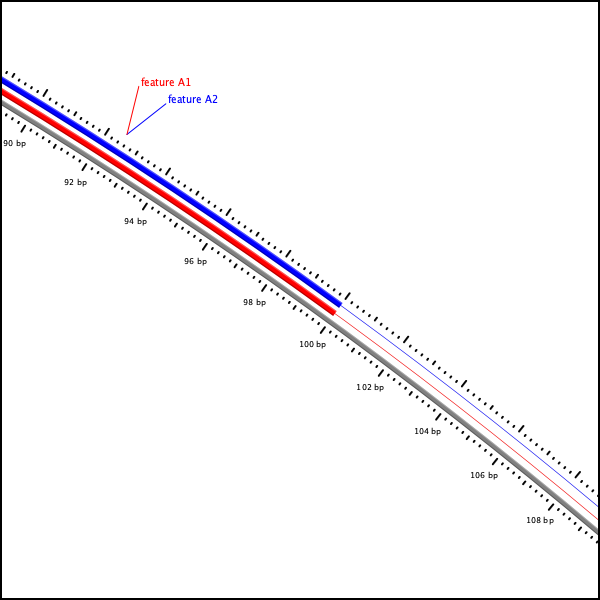 feature A1
feature A2
90 bp
92 bp
94 bp
96 bp
98 bp
100 bp
102 bp
104 bp
106 bp
108 bp